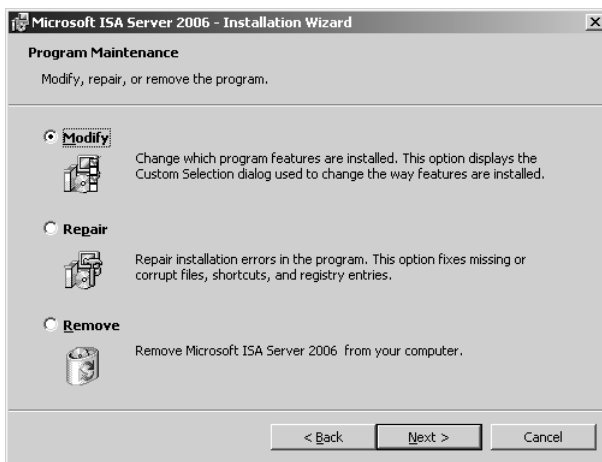 Microsoft ISA Server 2006 - Installation Wizard
Program Maintenance
Modify, repair, or remove the program.
Modify
Change which program features are installed. This option displays the
Custom Selection dialog used to change the way features are installed.
Repair
Repair installation errors in the program. This option fixes missing or
corrupt files, shortcuts, and registry entries.
Remove
Remove Microsoft ISA Server 2006 from your computer.
< Back
Next >
Cancel